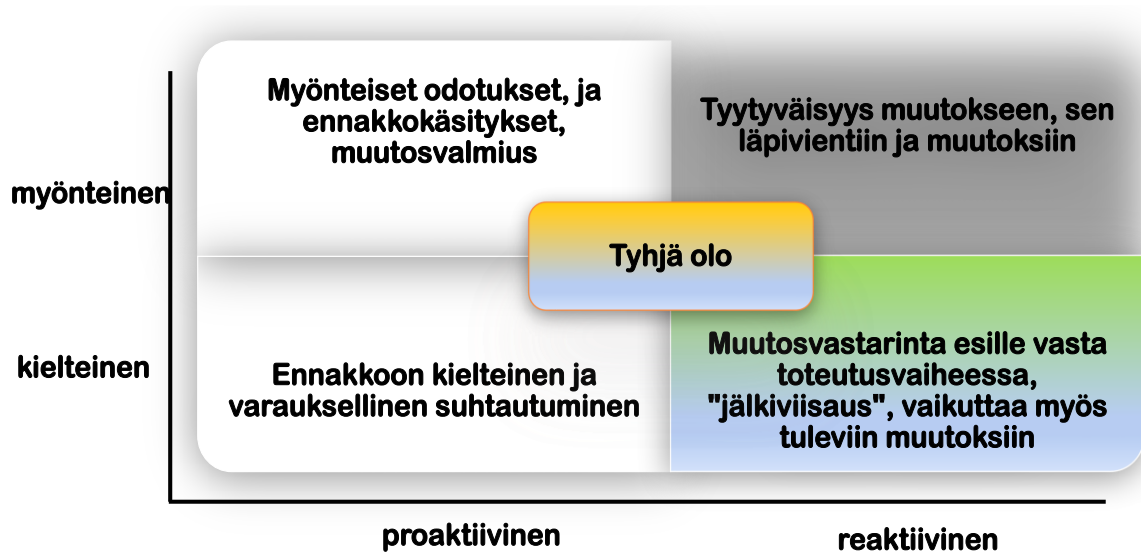 Myönteiset odotukset, ja
ennakkokäsitykset,
muutosvalmius
Tyytyväisyys muutokseen, sen
läpivientiin ja muutoksiin
myönteinen
Tyhjä olo
kielteinen
Ennakkoon kielteinen ja
varauksellinen suhtautuminen
Muutosvastarinta esille vasta
toteutusvaiheessa,
"jälkiviisaus", vaikuttaa myös
tuleviin muutoksiin
proaktiivinen
reaktiivinen